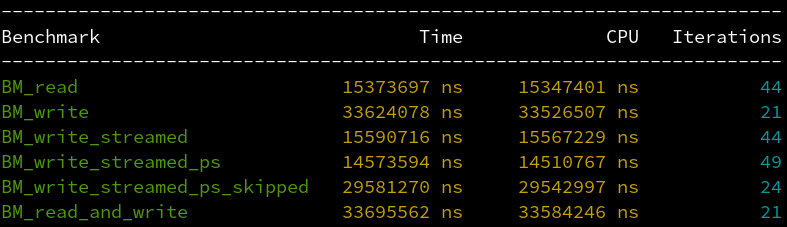 --------------------------------------------------------------------
Benchmark Time CPU Iterations
--------------------------------------------------------------------
BM_read 15373697 ns 15347401 ns 44
BM_write 33624078 ns 33526507 ns 21
BM_write_streamed 15590716 ns 15567229 ns 44
BM_write_streamed_ps 14573594 ns 14510767 ns 49
BM_write_streamed_ps_skipped 29581270 ns 29542997 ns 24
BM_read_and_write 33695562 ns 33584246 ns 21